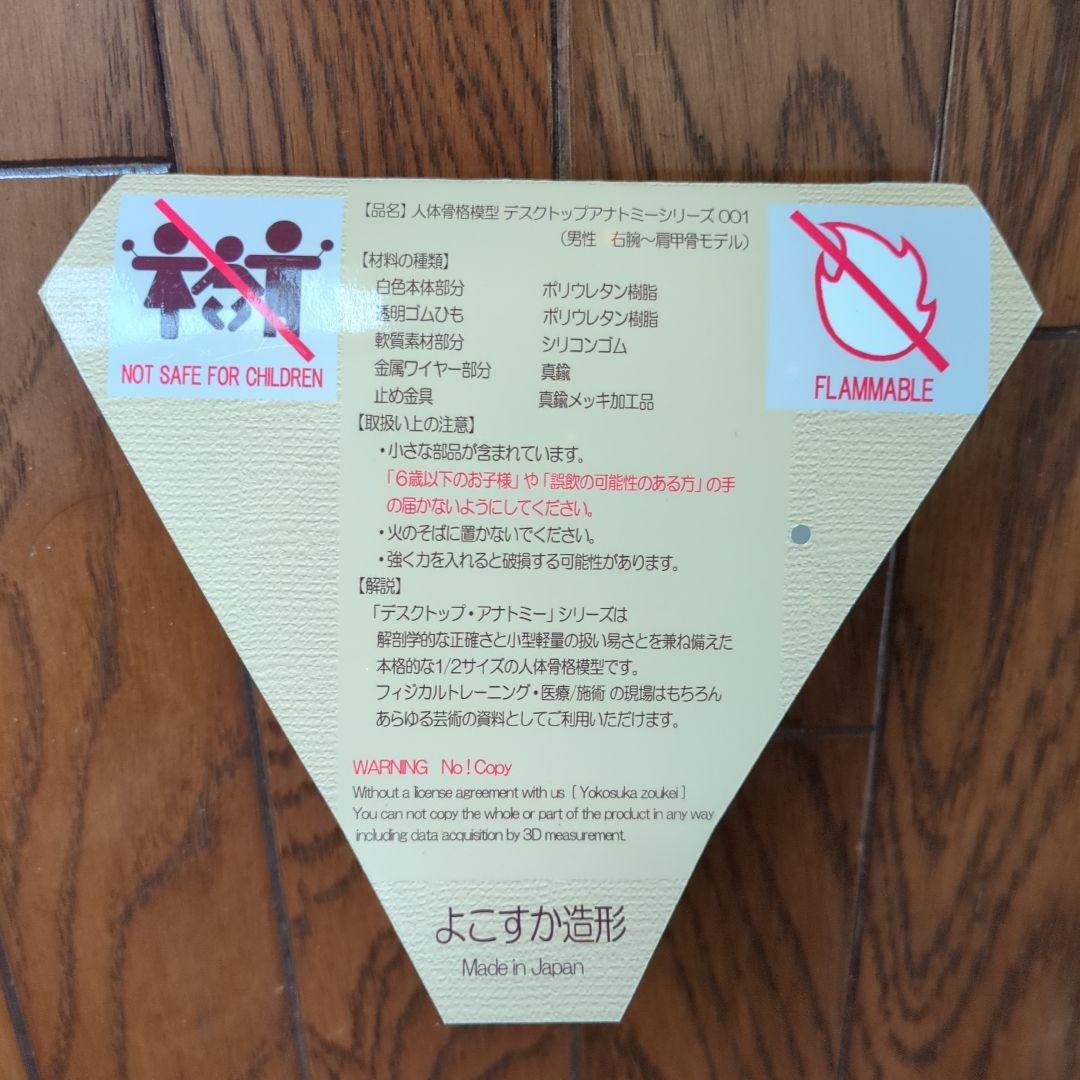 NOT SAFE FOR CHILDREN
FLAMMABLE
【品名】人体骨格模型 デスクトップアナトミーシリーズ 001
（男性　右腕～肩甲骨モデル）
【材料の種類】
白色本体部分　ポリウレタン樹脂
透明ゴムひも　ポリウレタン樹脂
軟質素材部分　シリコンゴム
金属ワイヤー部分　真鍮
止め金具　真鍮メッキ加工品
【取扱い上の注意】
・小さな部品が含まれています。
「６歳以下のお子様」や「誤飲の可能性のある方」の手
の届かないようにしてください。
・火のそばに置かないでください。
・強く力を入れると破損する可能性があります。
【解説】
「デスクトップ・アナトミー」シリーズは
解剖学的な正確さと小型軽量の扱い易さとを兼ね備えた
本格的な1/2サイズの人体骨格模型です。
フィジカルトレーニング・医療/施術 の現場はもちろん
あらゆる芸術の資料としてご利用いただけます。
WARNING　No！Copy
Without a license agreement with us [ Yokosuka zoukei ]
You can not copy the whole or part of the product in any way
including data acquisition by 3D measurement.
よこすか造形
Made in Japan